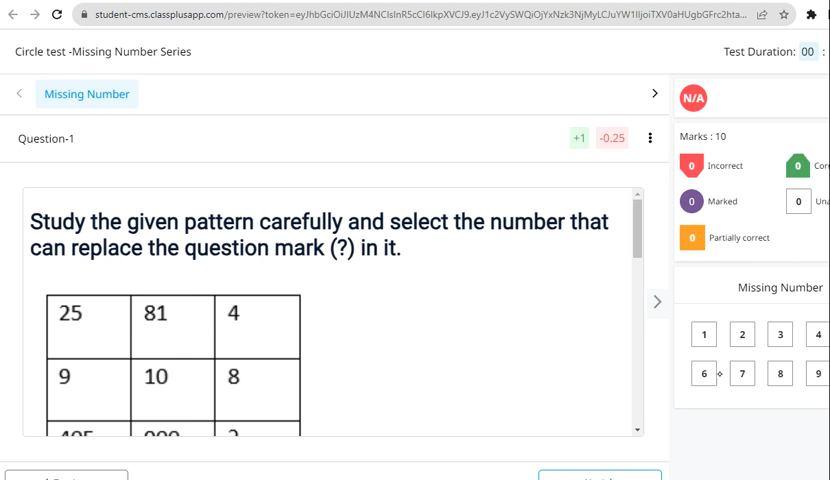 student-cms.classplusapp.com/preview?token=eyJhbGciOiJIUzM4NCIsInR5cCI6IkpXVCJ9.eyJ1c2VySWQiOjYxNzk3NjMyLCJuYW1lIjoiTXV0aHUgbGFrc2hta...
Circle test -Missing Number Series
Test Duration: 00 :
Missing Number
N/A
Question-1
+1 -0.25
Marks : 10
0 Incorrect
0 Cor
0 Marked
0 Una
0 Partially correct
Study the given pattern carefully and select the number that
can replace the question mark (?) in it.
25 81 4
9 10 8
Missing Number
1 2 3 4
6 7 8 9